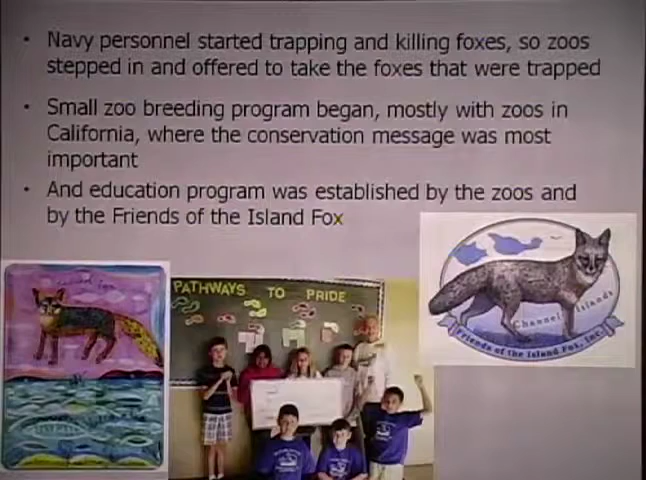 • Navy personnel started trapping and killing foxes, so zoos
stepped in and offered to take the foxes that were trapped
• Small zoo breeding program began, mostly with zoos in
California, where the conservation message was most
important
• And education program was established by the zoos and
by the Friends of the Island Fox
PATHWAYS TO PRIDE
Channel Islands
Friends of the Island Fox, Inc.